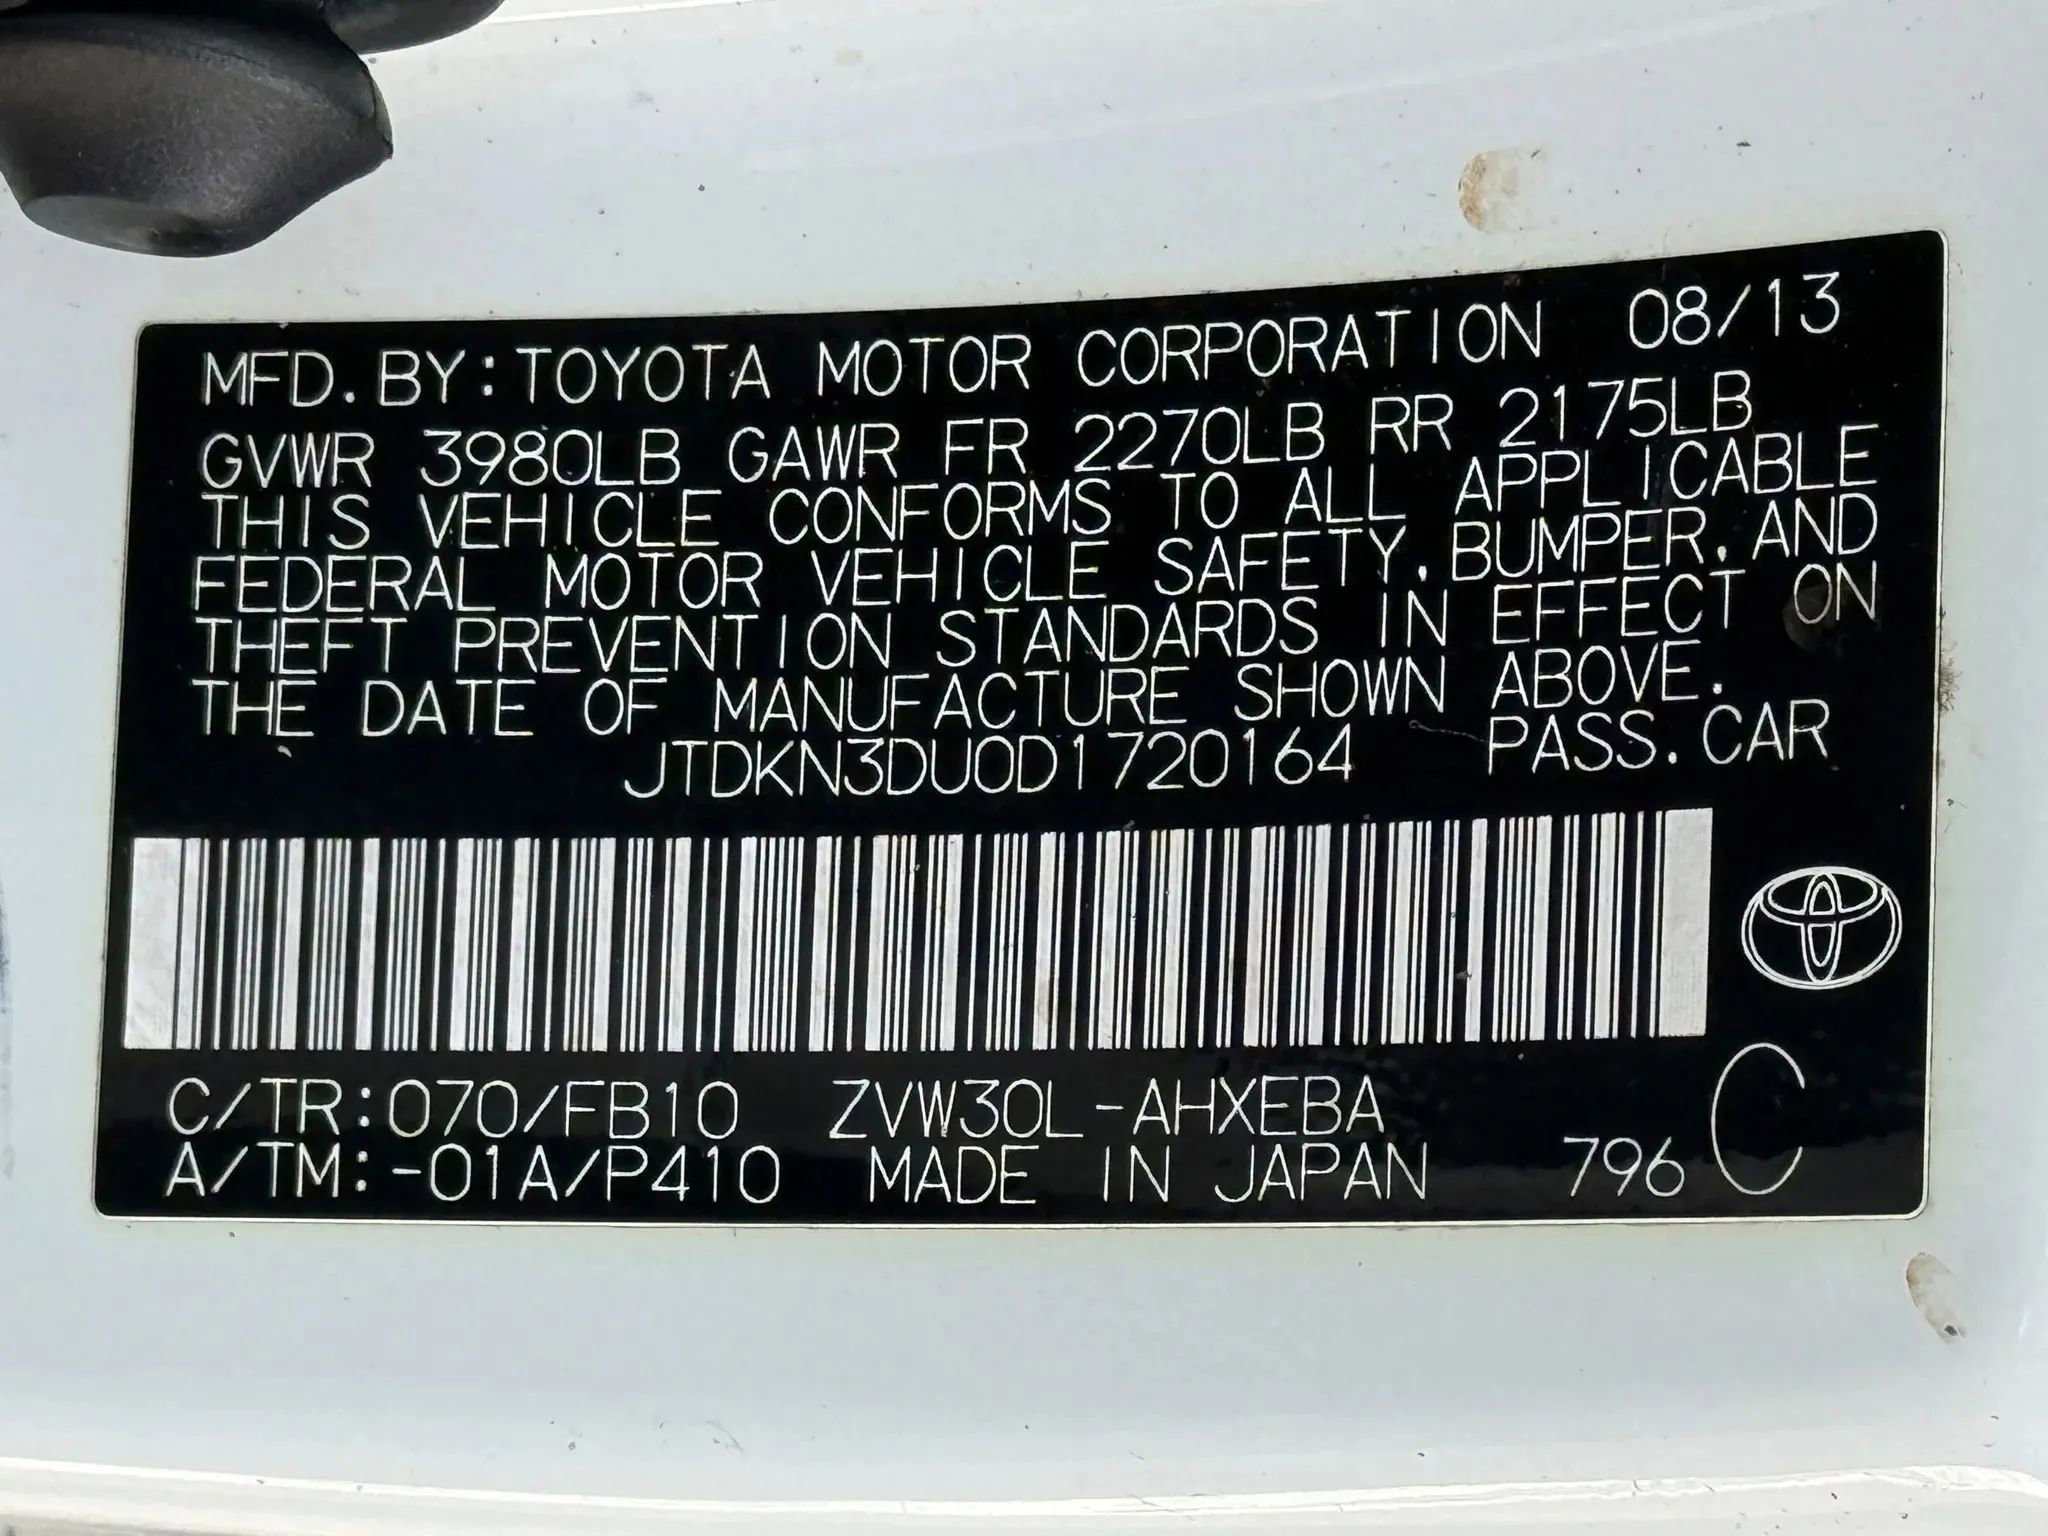 MFD.BY:TOYOTA MOTOR CORPORATION 08/13
GVWR 3980LB GAWR FR 2270LB RR 2175LB
THIS VEHICLE CONFORMS TO ALL APPLICABLE
FEDERAL MOTOR VEHICLE SAFETY,BUMPER,AND
THEFT PREVENTION STANDARDS IN EFFECT ON
THE DATE OF MANUFACTURE SHOWN ABOVE.
JTDKN3DU0D1720164 PASS.CAR
C/TR:070/FB10 ZVW30L-AHXEBA
A/TM:-01A/P410 MADE IN JAPAN 796 C